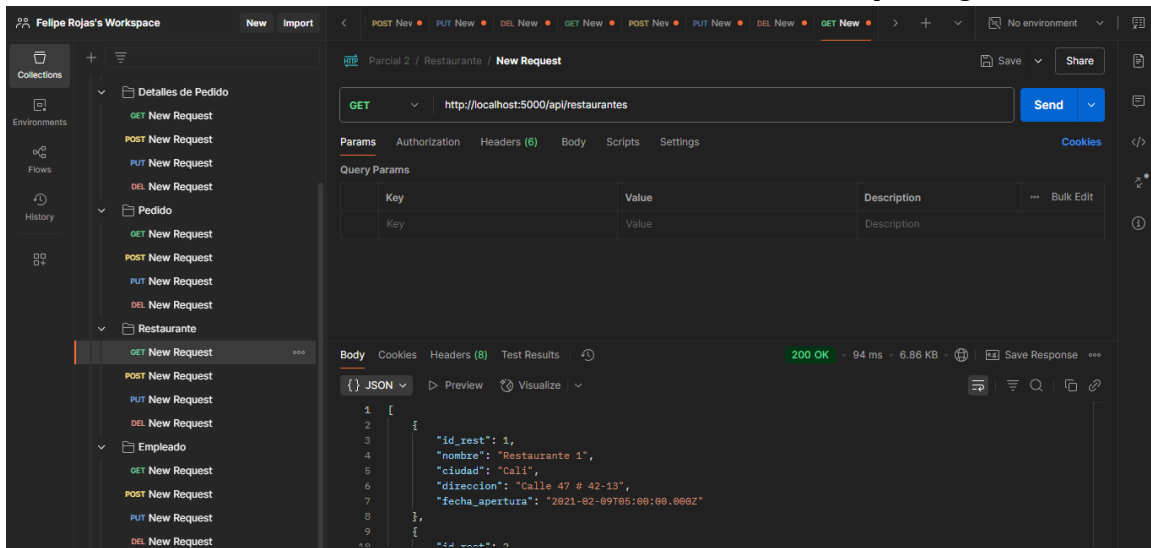 Felipe Rojas's Workspace New Import
POST Nev PUT New DEL New GET New POST Nev PUT New DEL New GET New No environment
Collections
Environments
Flows
History
Detalles de Pedido
GET New Request
POST New Request
PUT New Request
DEL New Request
Pedido
GET New Request
POST New Request
PUT New Request
DEL New Request
Restaurante
GET New Request
POST New Request
PUT New Request
DEL New Request
Empleado
GET New Request
POST New Request
PUT New Request
DEL New Request
HTTP Parcial 2 / Restaurante / New Request Save Share
GET http://localhost:5000/api/restaurantes Send
Params Authorization Headers (6) Body Scripts Settings Cookies
Query Params
Key Value Description Bulk Edit
Key Value Description
Body Cookies Headers (8) Test Results 200 OK 94 ms 6.86 KB Save Response
{} JSON Preview Visualize
1 [
2 {
3 "id_rest": 1,
4 "nombre": "Restaurante 1",
5 "ciudad": "Cali",
6 "direccion": "Calle 47 # 42-13",
7 "fecha_apertura": "2021-02-09T05:00:00.000Z"
8 },
9 {
10 "id_rest": 2,